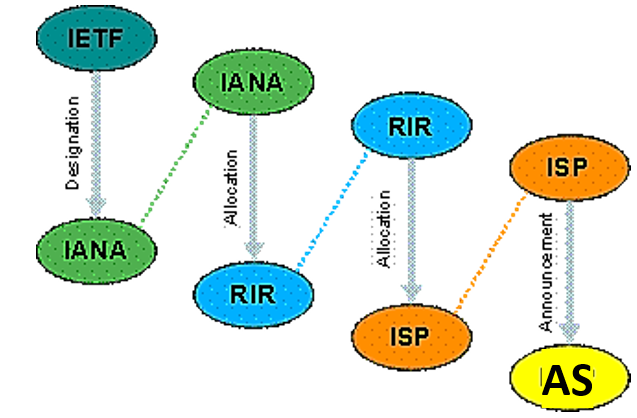 IETF
Designation
IANA
IANA
Allocation
RIR
RIR
Allocation
ISP
ISP
Announcement
AS